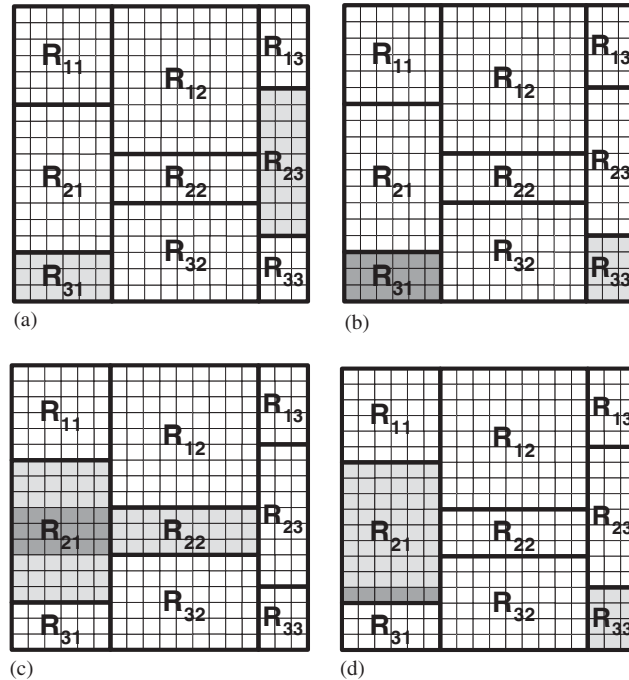 R11 R12 R13
R21 R22 R23
R31 R32 R33
(a)
R11 R12 R13
R21 R22 R23
R31 R32 R33
(b)
R11 R12 R13
R21 R22 R23
R31 R32 R33
(c)
R11 R12 R13
R21 R22 R23
R31 R32 R33
(d)